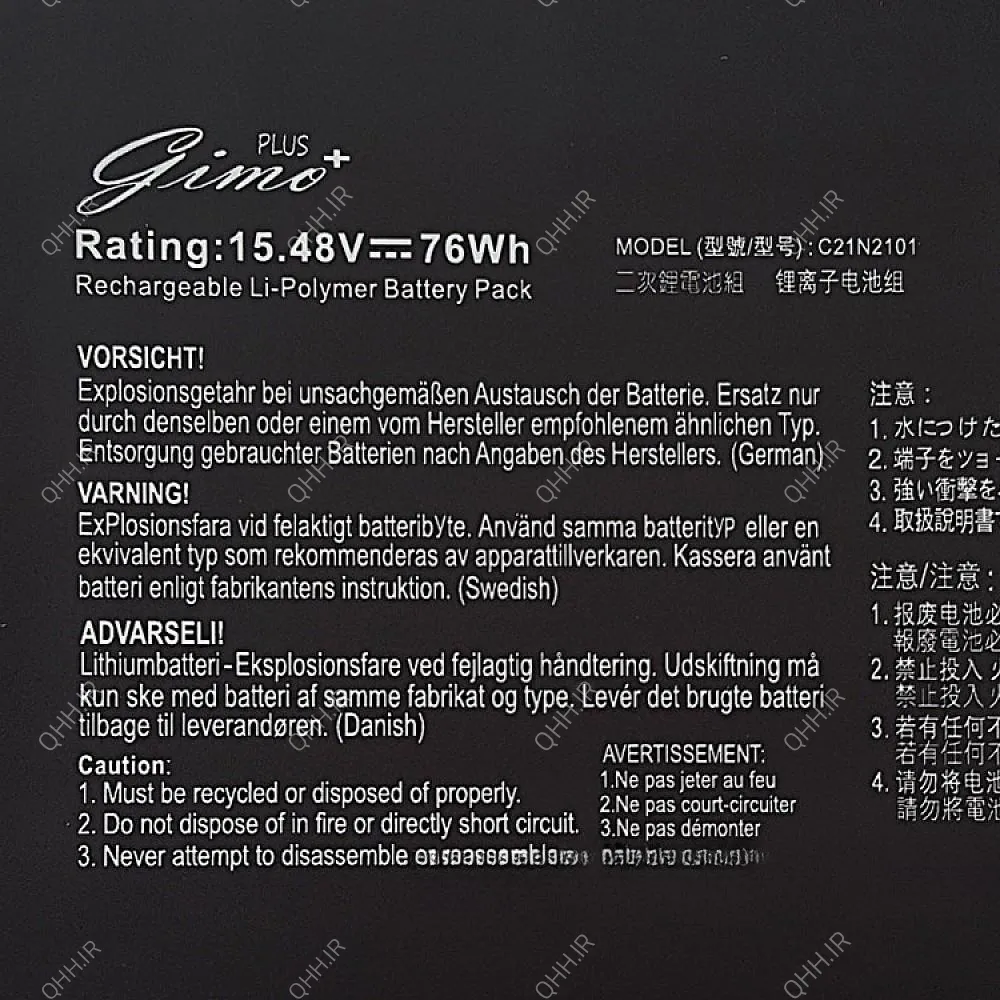 Gimo PLUS +
Rating:15.48V⎓76Wh
Rechargeable Li-Polymer Battery Pack
MODEL (型號/型号) : C21N2101
二次鋰電池組 锂离子电池组
VORSICHT!
Explosionsgetahr bei unsachgemäßen Austausch der Batterie. Ersatz nur
durch denselben oder einem vom Hersteller empfohlenem ähnlichen Typ.
Entsorgung gebrauchter Batterien nach Angaben des Herstellers. (German)
VARNING!
ExPlosionsfara vid felaktigt batteribyte. Använd samma batterityP eller en
ekvivalent typ som rekommenderas av apparattillverkaren. Kassera använt
batteri enligt fabrikantens instruktion. (Swedish)
ADVARSELI!
Lithiumbatteri-Eksplosionsfare ved fejlagtig håndtering. Udskiftning må
kun ske med batteri af samme fabrikat og type. Levér det brugte batteri
tilbage til leverandøren. (Danish)
Caution:
1. Must be recycled or disposed of properly.
2. Do not dispose of in fire or directly short circuit.
3. Never attempt to disassemble
AVERTISSEMENT:
1.Ne pas jeter au feu
2.Ne pas court-circuiter
3.Ne pas démonter
注意 :
1. 水につけた
2. 端子をショー
3. 強い衝撃を
4. 取扱説明書
注意/注意 :
1. 报废电池必
報廢電池必
2. 禁止投入火
禁止投入火
3. 若有任何不
若有任何不
4. 请勿将电池
請勿將電池
QHH.IR